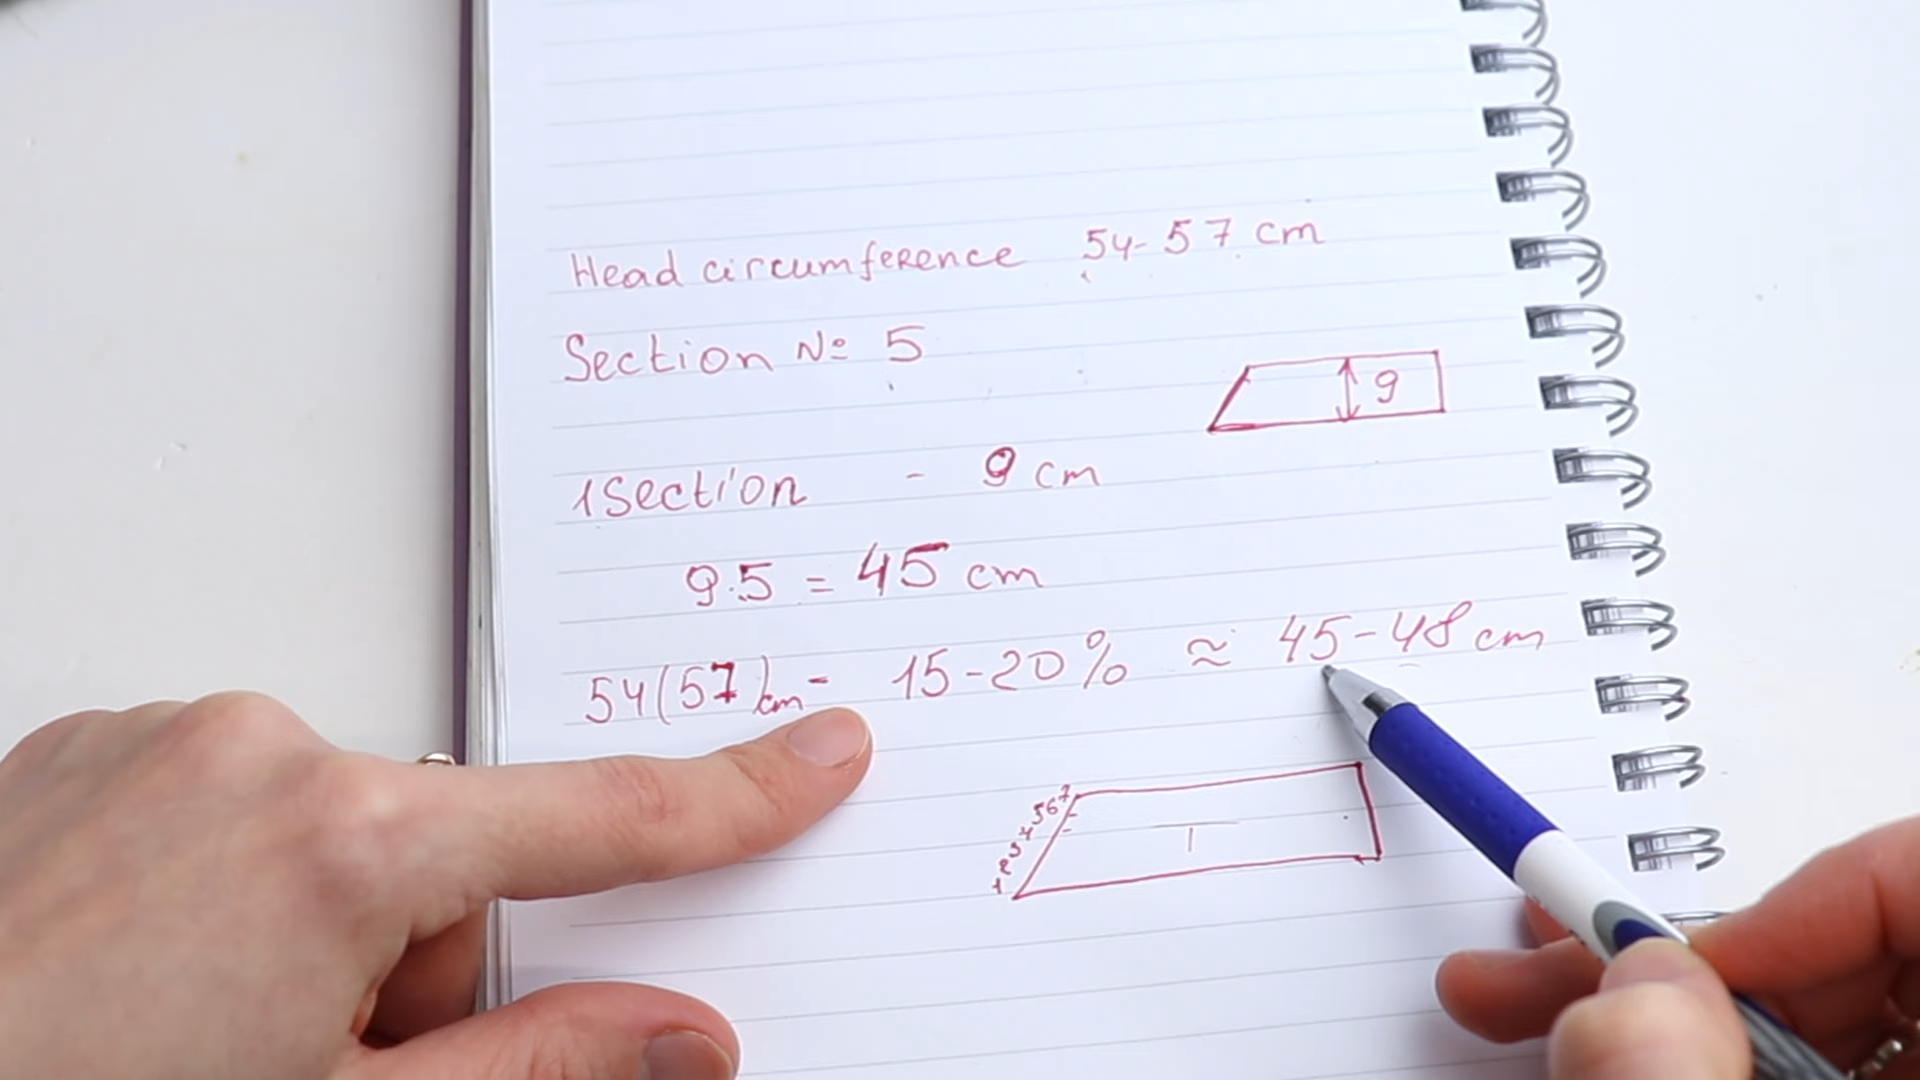 Head circumference 54-57 cm
Section № 5
9
1 Section - 9 cm
9·5 = 45 cm
54(57)cm - 15-20% ≈ 45-48 cm
1 2 3 4 5 6 7